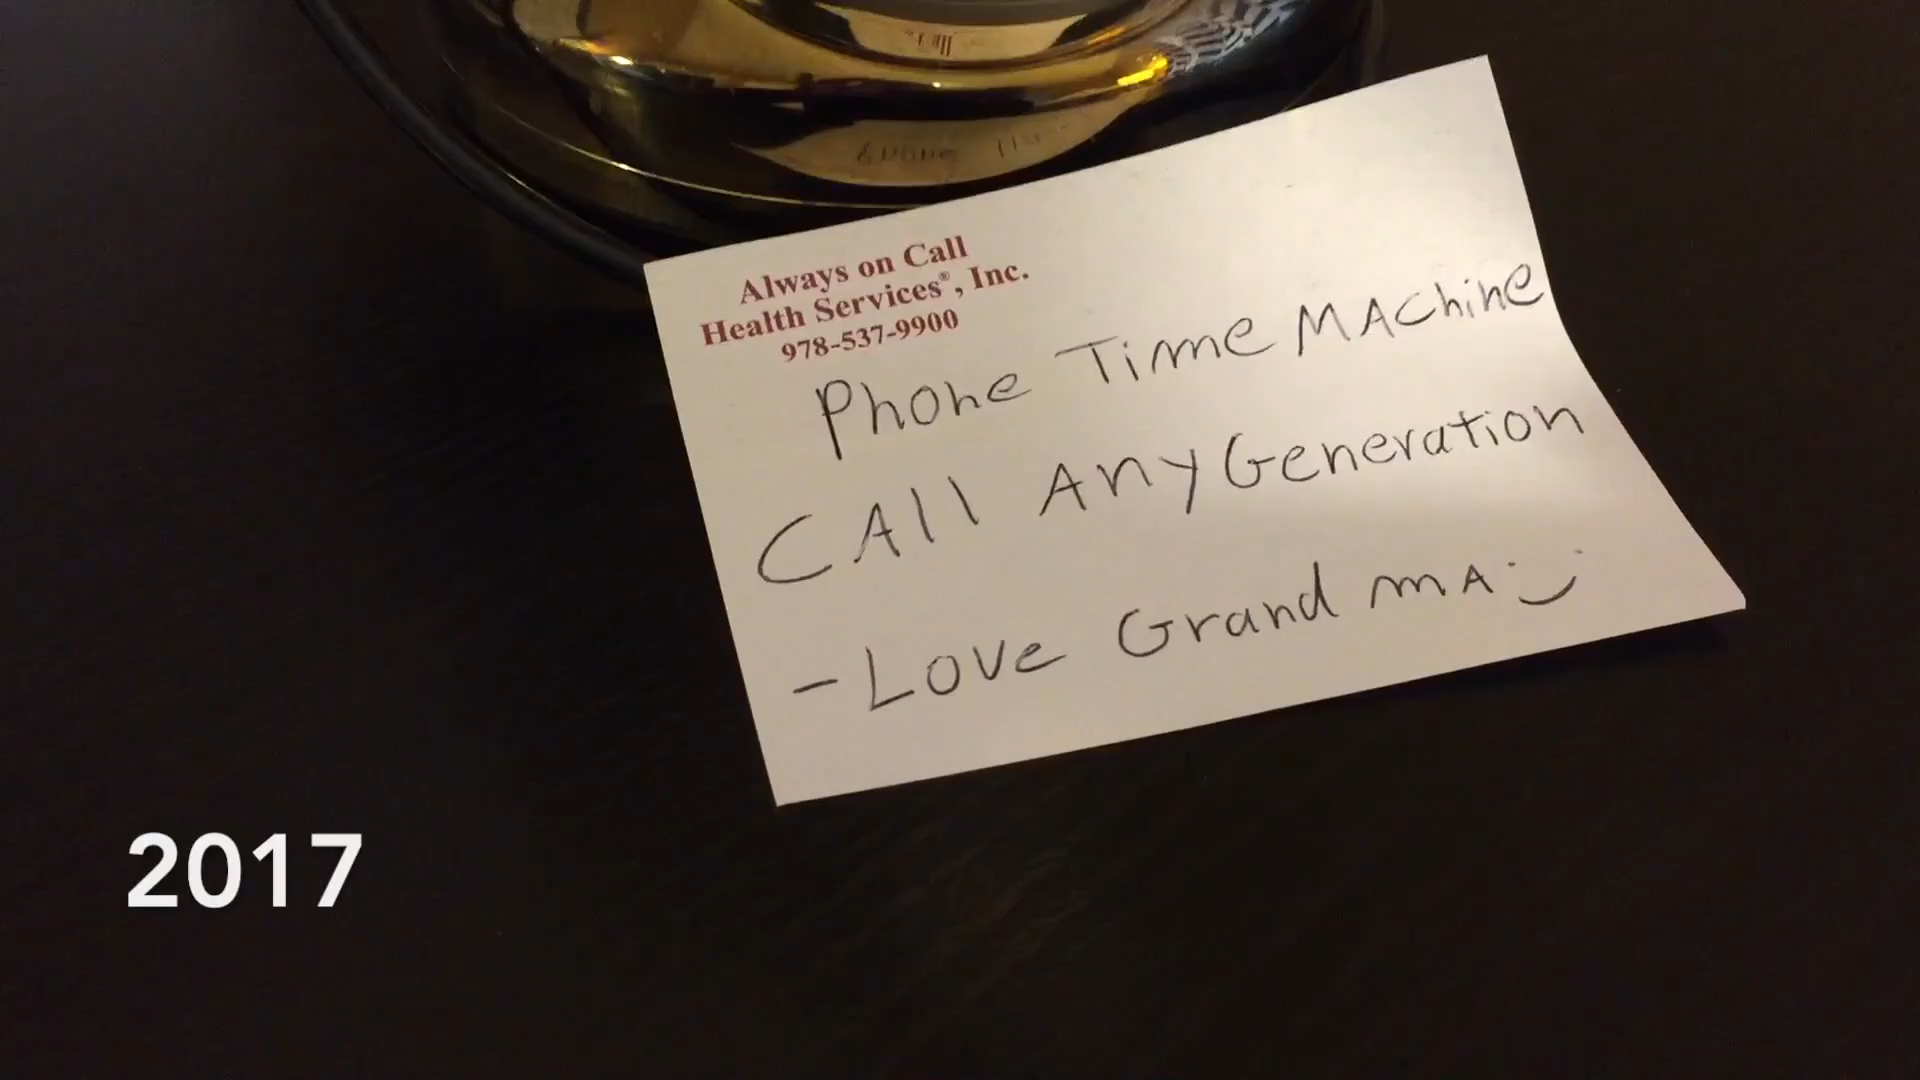 Always on Call
Health Services®, Inc.
978-537-9900
Phone Time MAChine
CAll Any Generation
- Love Grand mA :)
2017